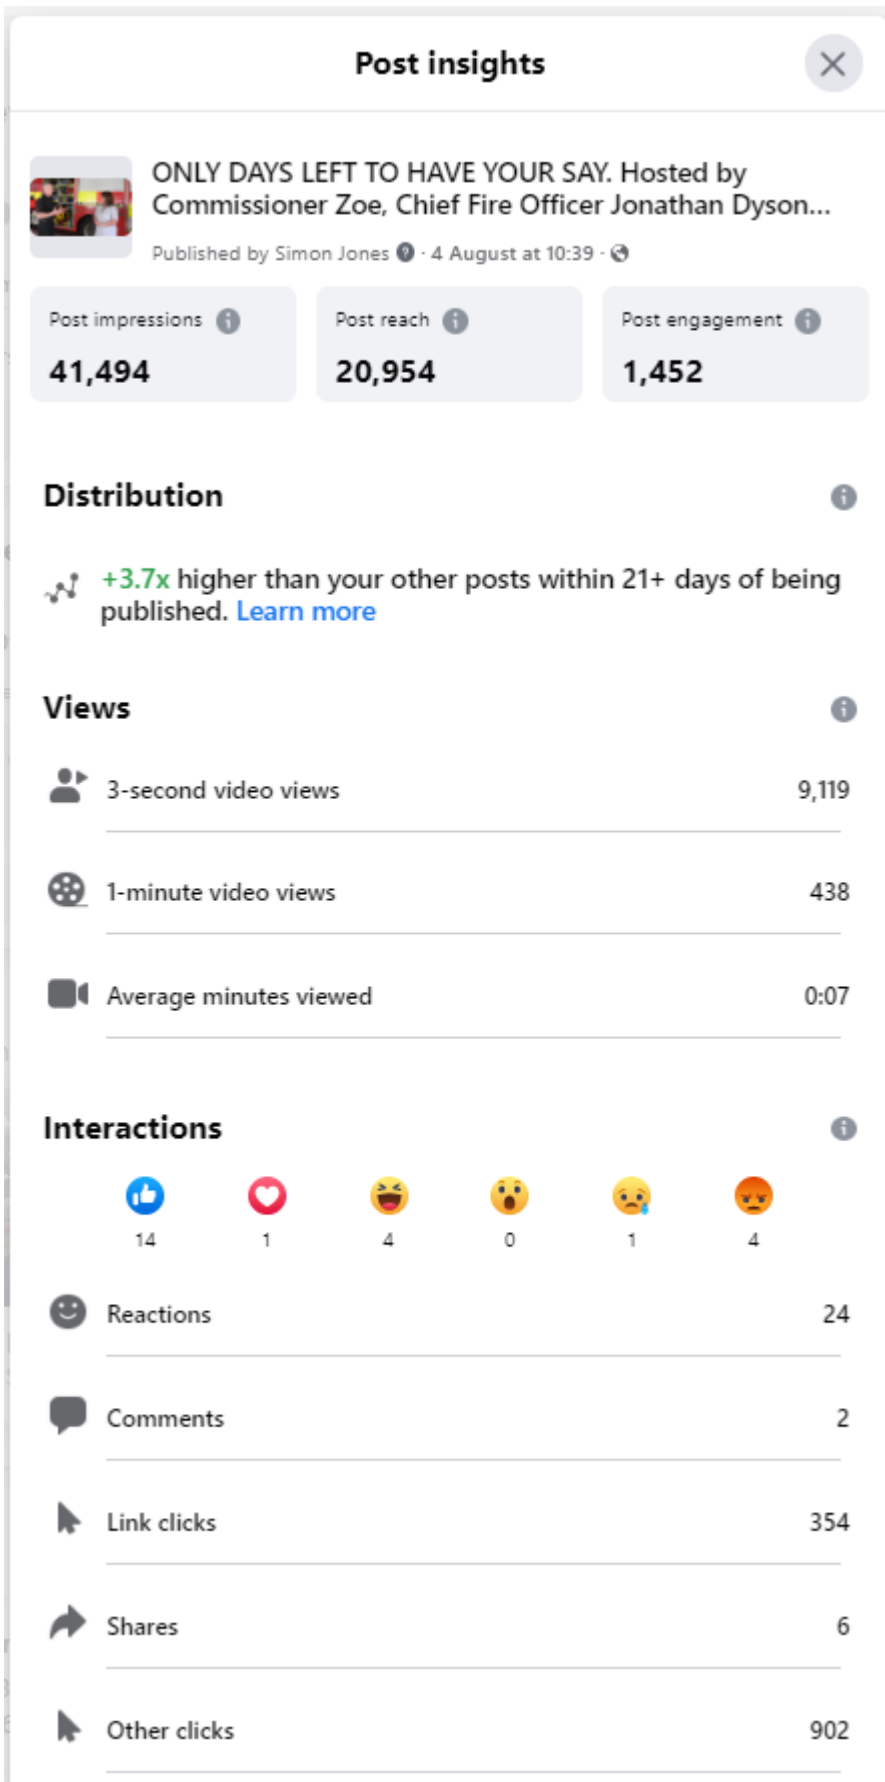 Post insights
ONLY DAYS LEFT TO HAVE YOUR SAY. Hosted by
Commissioner Zoe, Chief Fire Officer Jonathan Dyson...
Published by Simon Jones · 4 August at 10:39 ·
Post impressions
41,494
Post reach
20,954
Post engagement
1,452
Distribution
+3.7x higher than your other posts within 21+ days of being
published. Learn more
Views
3-second video views 9,119
1-minute video views 438
Average minutes viewed 0:07
Interactions
14 1 4 0 1 4
Reactions 24
Comments 2
Link clicks 354
Shares 6
Other clicks 902